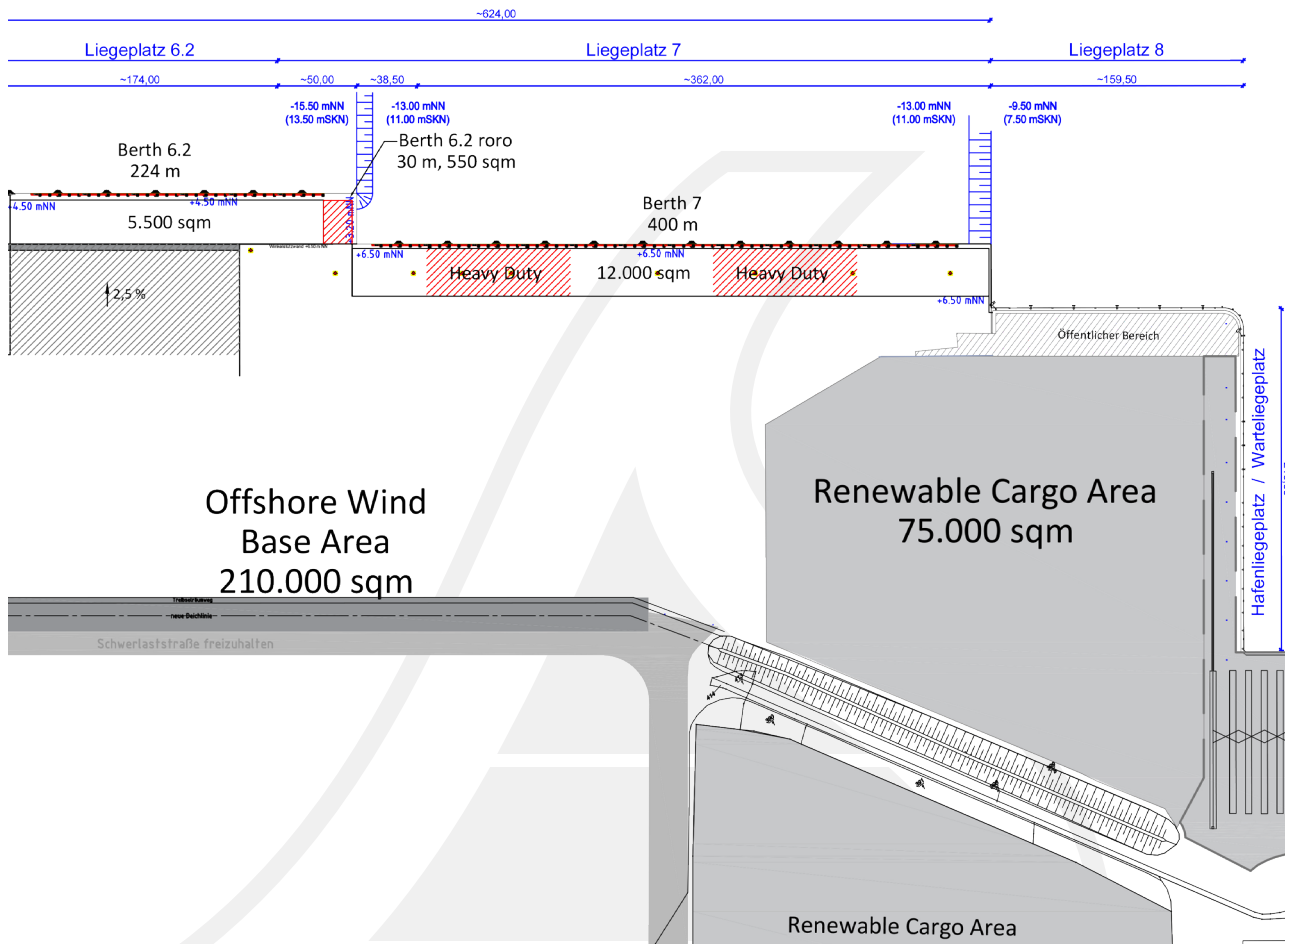 ~624,00
Liegeplatz 6.2
Liegeplatz 7
Liegeplatz 8
~174,00
~50,00
~38,50
~362,00
~159,50
-15.50 mNN
(13.50 mSKN)
-13.00 mNN
(11.00 mSKN)
-13.00 mNN
(11.00 mSKN)
-9.50 mNN
(7.50 mSKN)
Berth 6.2
224 m
Berth 6.2 roro
30 m, 550 sqm
Berth 7
400 m
+4.50 mNN
+4.50 mNN
5.500 sqm
+6.50 mNN
+6.50 mNN
Heavy Duty
12.000 sqm
Heavy Duty
+6.50 mNN
2,5 %
Öffentlicher Bereich
Hafenliegeplatz / Warteliegeplatz
Offshore Wind
Base Area
210.000 sqm
Renewable Cargo Area
75.000 sqm
neue Deichlinie
Schwerlaststraße freizuhalten
Renewable Cargo Area